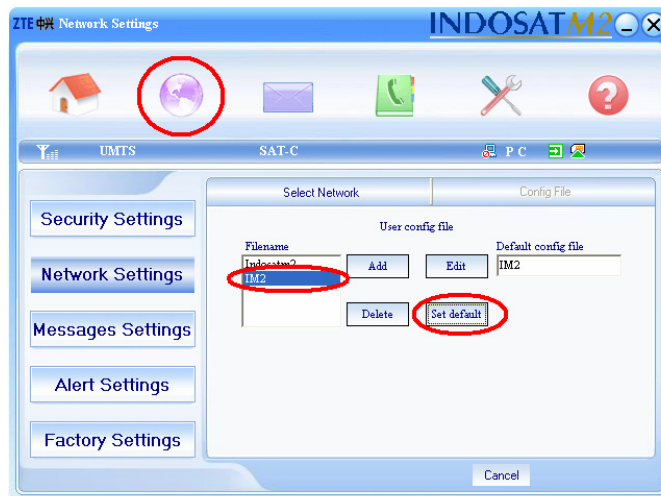 ZTE中兴 Network Settings
INDOSATM2
UMTS SAT-C PC
Select Network Config File
Security Settings
Network Settings
Messages Settings
Alert Settings
Factory Settings
User config file
Filename
Default config file
Indosatm2
IM2
Add
Edit
IM2
Delete
Set default
Cancel